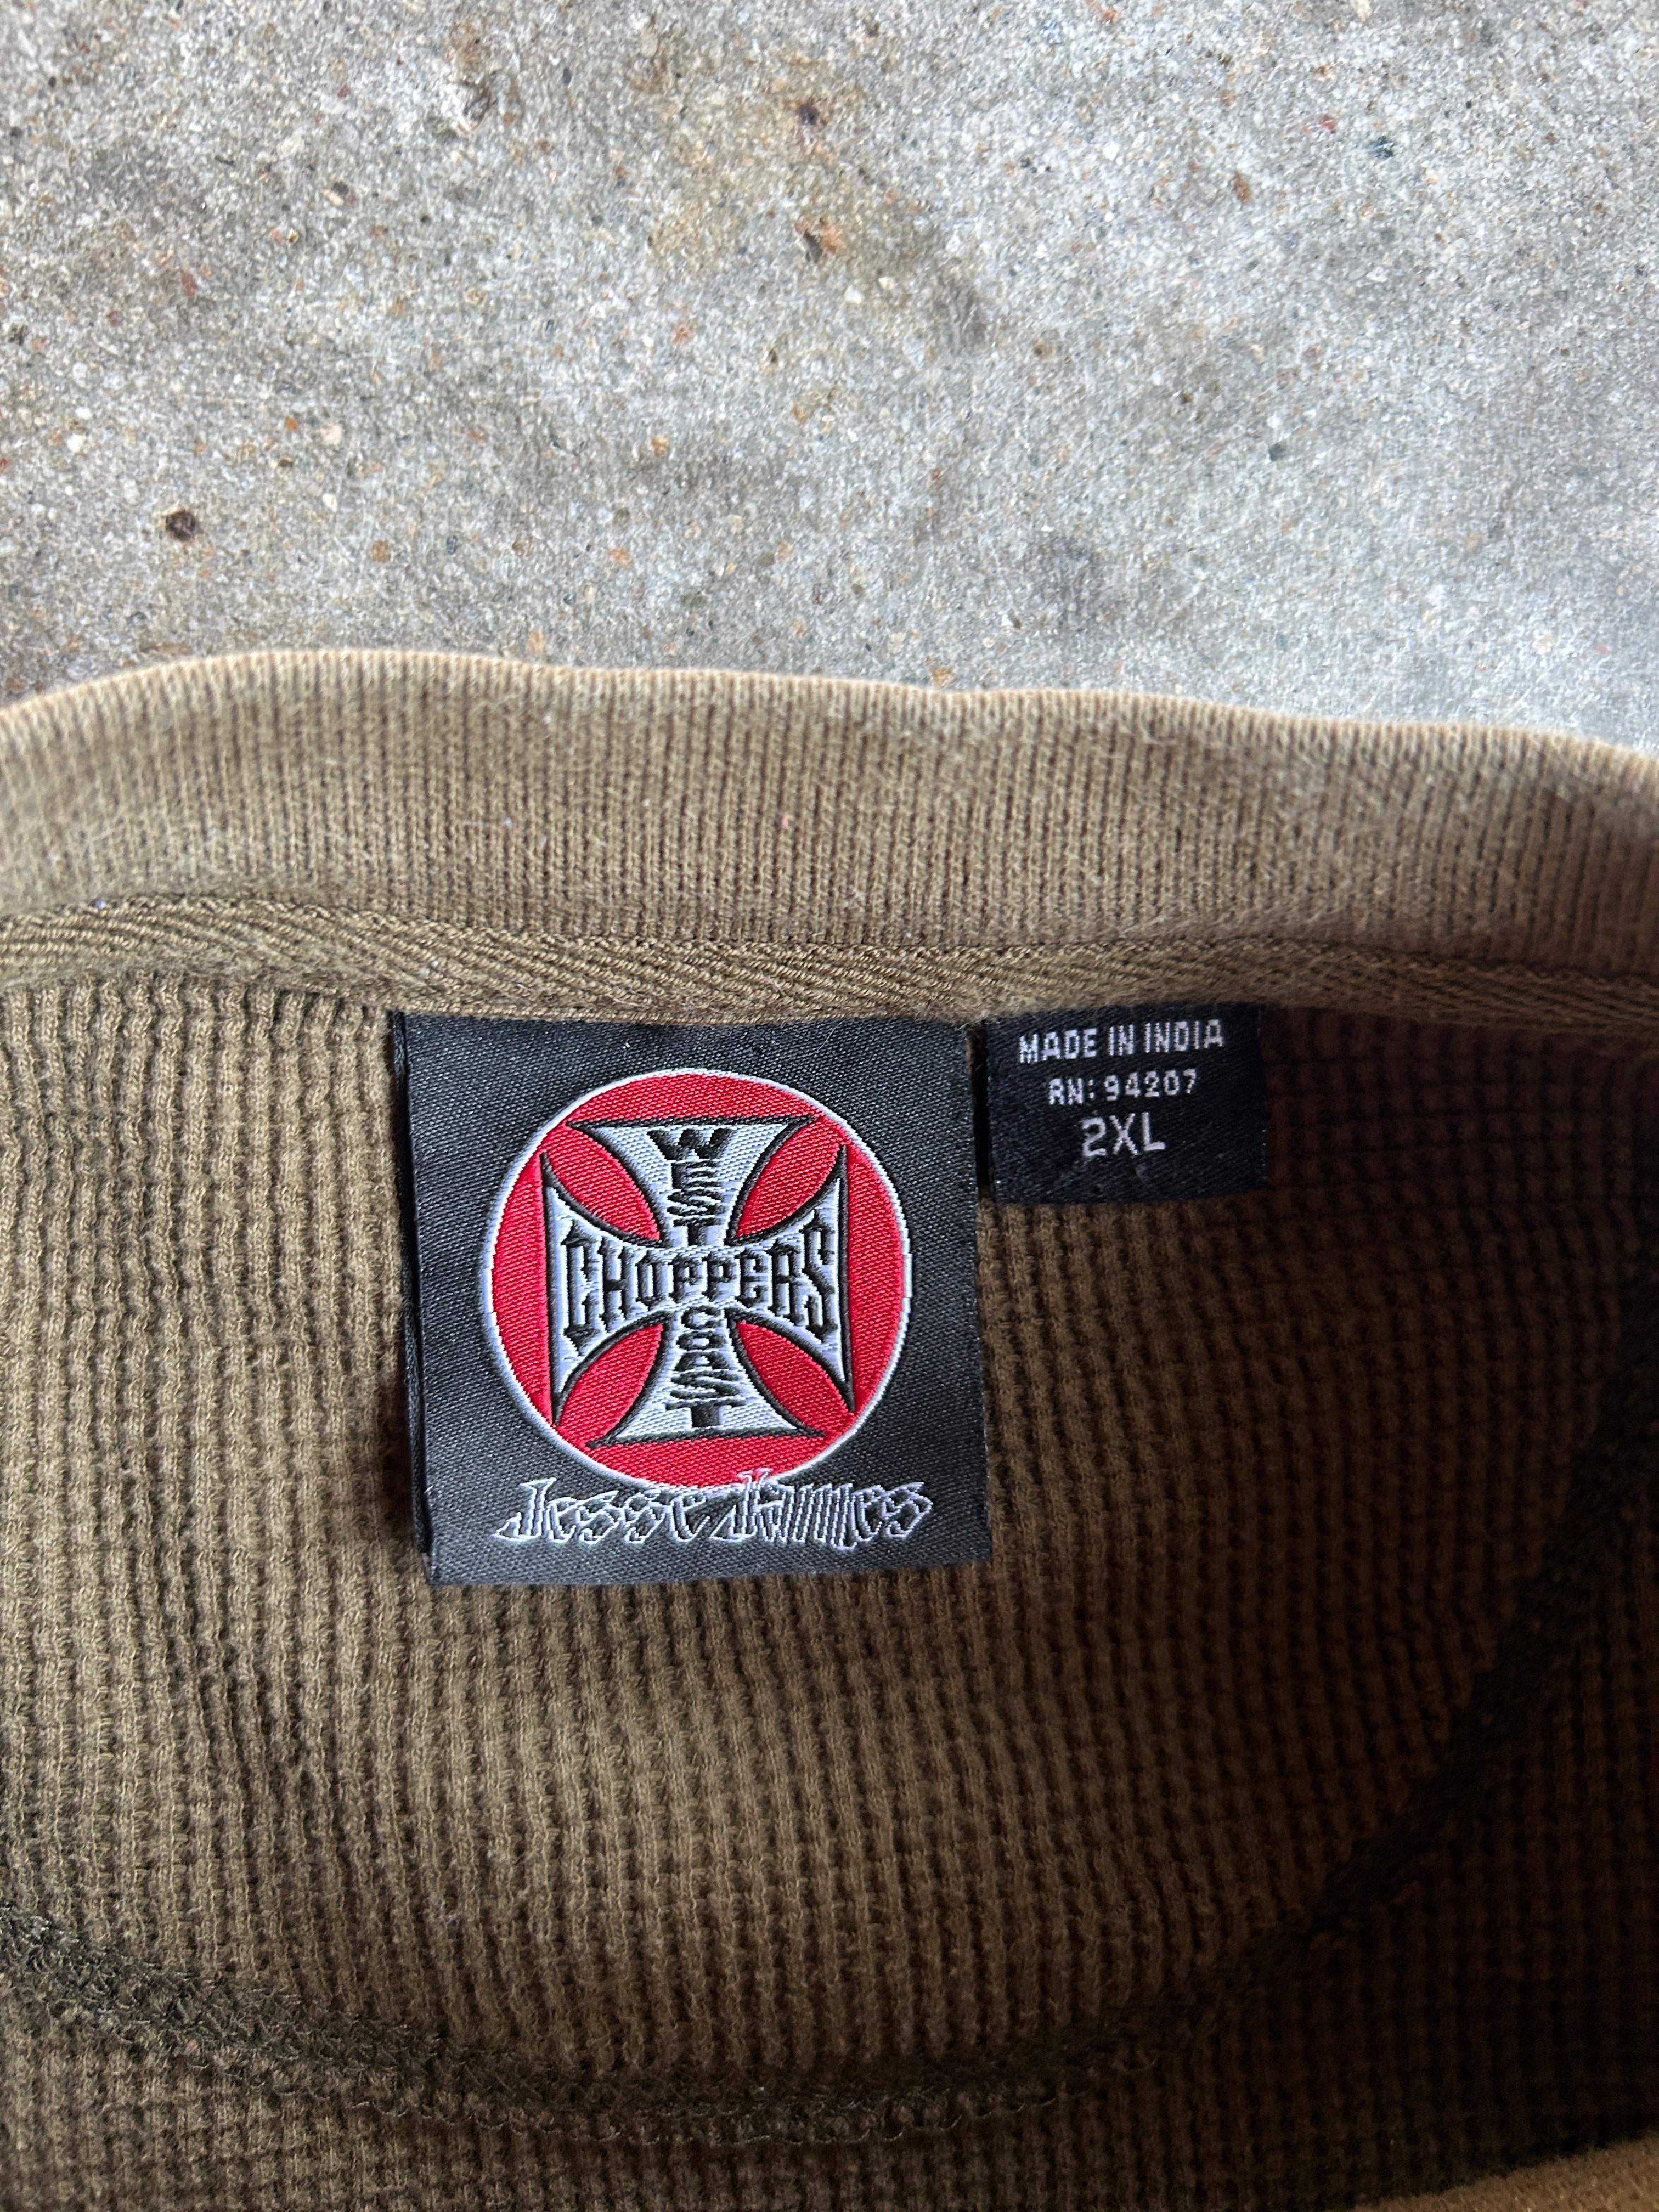 WEST
CHOPPERS
COAST
Jesse James
MADE IN INDIA
RN: 94207
2XL